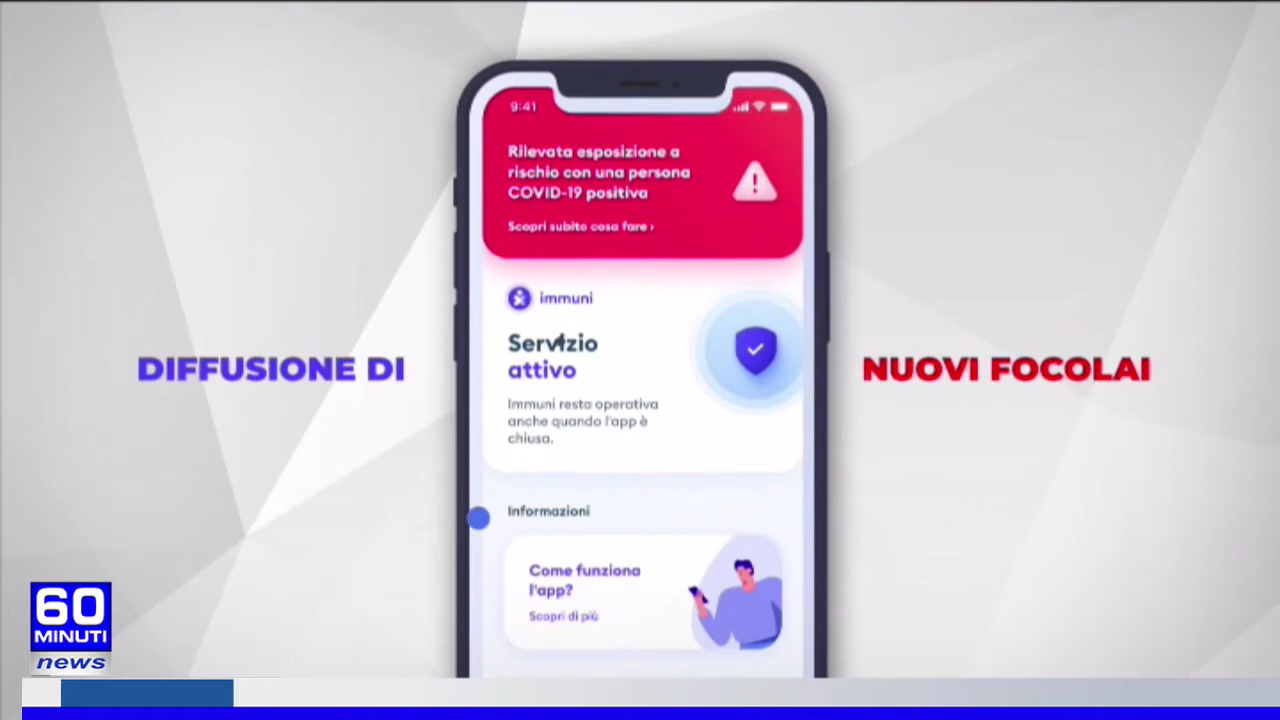 9:41
Rilevata esposizione a
rischio con una persona
COVID-19 positiva
Scopri subito cosa fare ›
immuni
Servizio
attivo
Immuni resta operativa
anche quando l'app è
chiusa.
DIFFUSIONE DI
NUOVI FOCOLAI
Informazioni
Come funziona
l'app?
Scopri di più
60
MINUTI
news